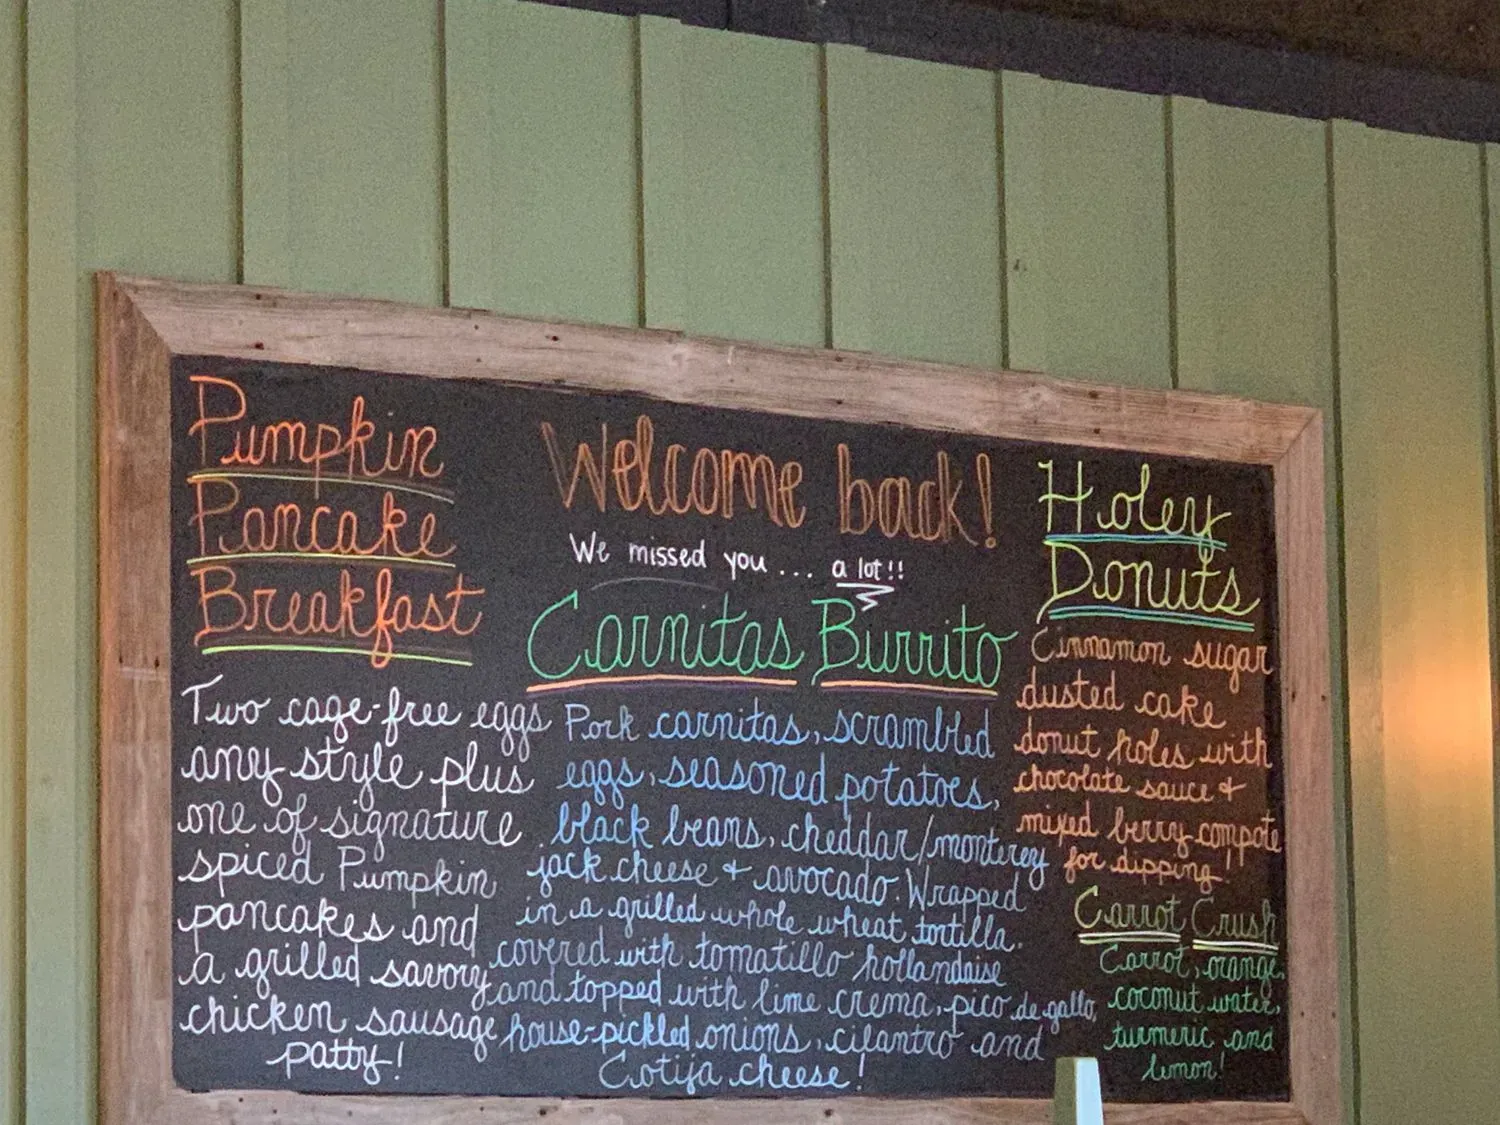 Pumpkin
Pancake
Breakfast
Two cage-free eggs
any style plus
one of signature
spiced Pumpkin
pancakes and
a grilled savory
chicken sausage
patty!
Welcome back!
We missed you... a lot!!
Carnitas Burrito
Pork carnitas, scrambled
eggs, seasoned potatoes,
black beans, cheddar/monterey
jack cheese + avocado. Wrapped
in a grilled whole wheat tortilla.
covered with tomatillo hollandaise
and topped with lime crema, pico de gallo,
house-pickled onions, cilantro and
Cotija cheese!
Holey
Donuts
Cinnamon sugar
dusted cake
donut holes with
chocolate sauce +
mixed berry compote
for dipping!
Carrot Crush
Carrot, orange,
coconut water,
turmeric and
lemon!